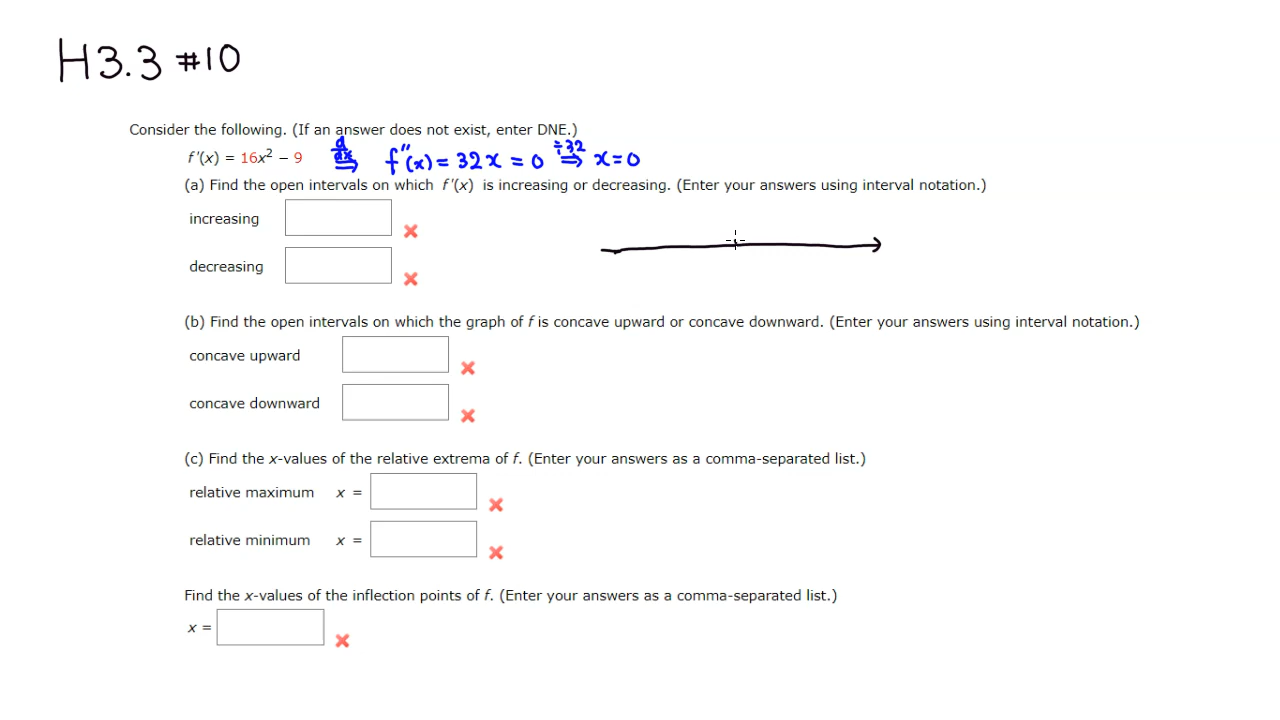 H3.3 #10
Consider the following. (If an answer does not exist, enter DNE.)
f'(x) = 16x² − 9 d/dx ⇒ f''(x) = 32x = 0 ÷32 ⇒ x=0
(a) Find the open intervals on which f'(x) is increasing or decreasing. (Enter your answers using interval notation.)
increasing
decreasing
(b) Find the open intervals on which the graph of f is concave upward or concave downward. (Enter your answers using interval notation.)
concave upward
concave downward
(c) Find the x-values of the relative extrema of f. (Enter your answers as a comma-separated list.)
relative maximum x =
relative minimum x =
Find the x-values of the inflection points of f. (Enter your answers as a comma-separated list.)
x =